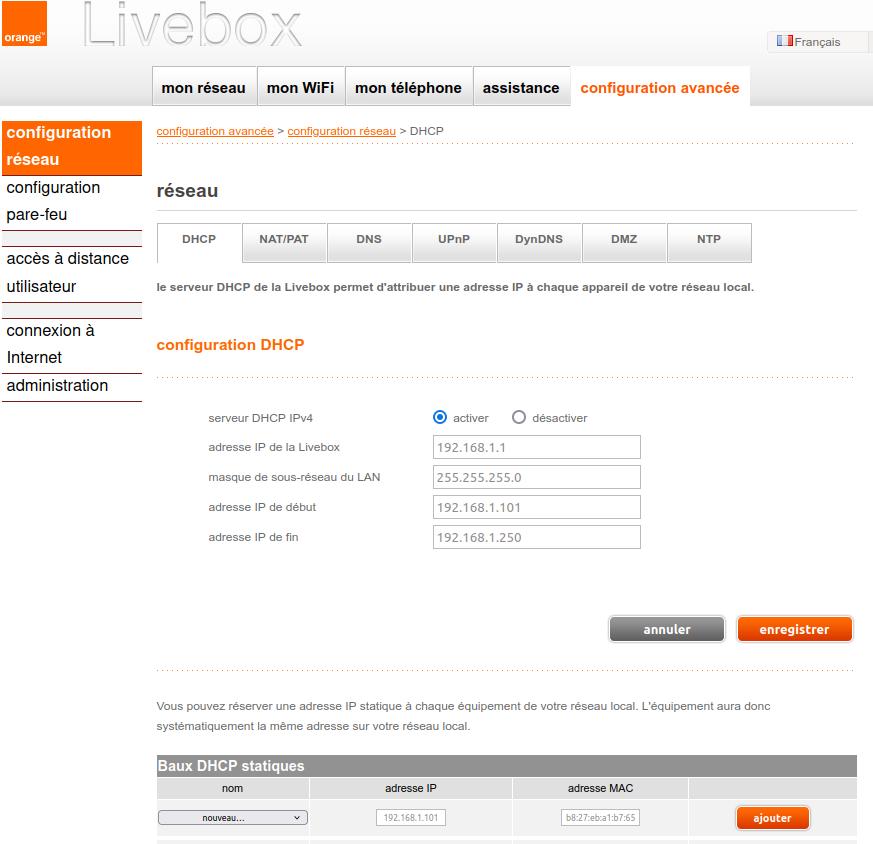 orange™
Livebox
Français
mon réseau mon WiFi mon téléphone assistance configuration avancée
configuration
réseau
configuration
pare-feu
accès à distance
utilisateur
connexion à
Internet
administration
configuration avancée > configuration réseau > DHCP
réseau
DHCP NAT/PAT DNS UPnP DynDNS DMZ NTP
le serveur DHCP de la Livebox permet d'attribuer une adresse IP à chaque appareil de votre réseau local.
configuration DHCP
serveur DHCP IPv4 activer désactiver
adresse IP de la Livebox 192.168.1.1
masque de sous-réseau du LAN 255.255.255.0
adresse IP de début 192.168.1.101
adresse IP de fin 192.168.1.250
annuler enregistrer
Vous pouvez réserver une adresse IP statique à chaque équipement de votre réseau local. L'équipement aura donc
systématiquement la même adresse sur votre réseau local.
Baux DHCP statiques
nom adresse IP adresse MAC
nouveau... 192.168.1.101 b8:27:eb:a1:b7:65 ajouter